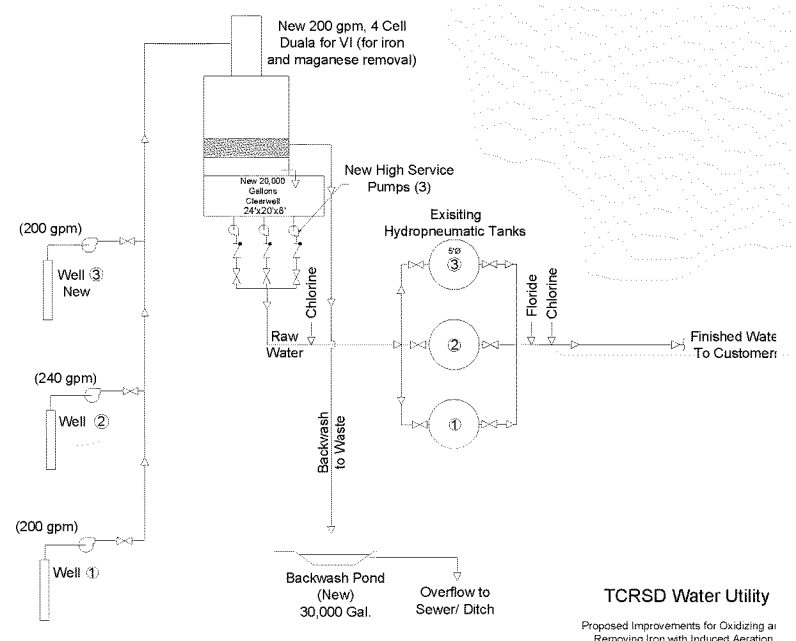 New 200 gpm, 4 Cell
Duala for VI (for iron
and maganese removal)
New 20,000
Gallons
Clearwell
24'x20'x6'
New High Service
Pumps (3)
Exisiting
Hydropneumatic Tanks
(200 gpm)
Well ③
New
5'Ø
③
Chlorine
Floride
Chlorine
Raw
Water
②
Finished Wate
To Customer
(240 gpm)
Well ②
①
Backwash
to Waste
(200 gpm)
Well ①
Backwash Pond
(New)
30,000 Gal.
Overflow to
Sewer/ Ditch
TCRSD Water Utility
Proposed Improvements for Oxidizing a
Removing Iron with Induced Aeration